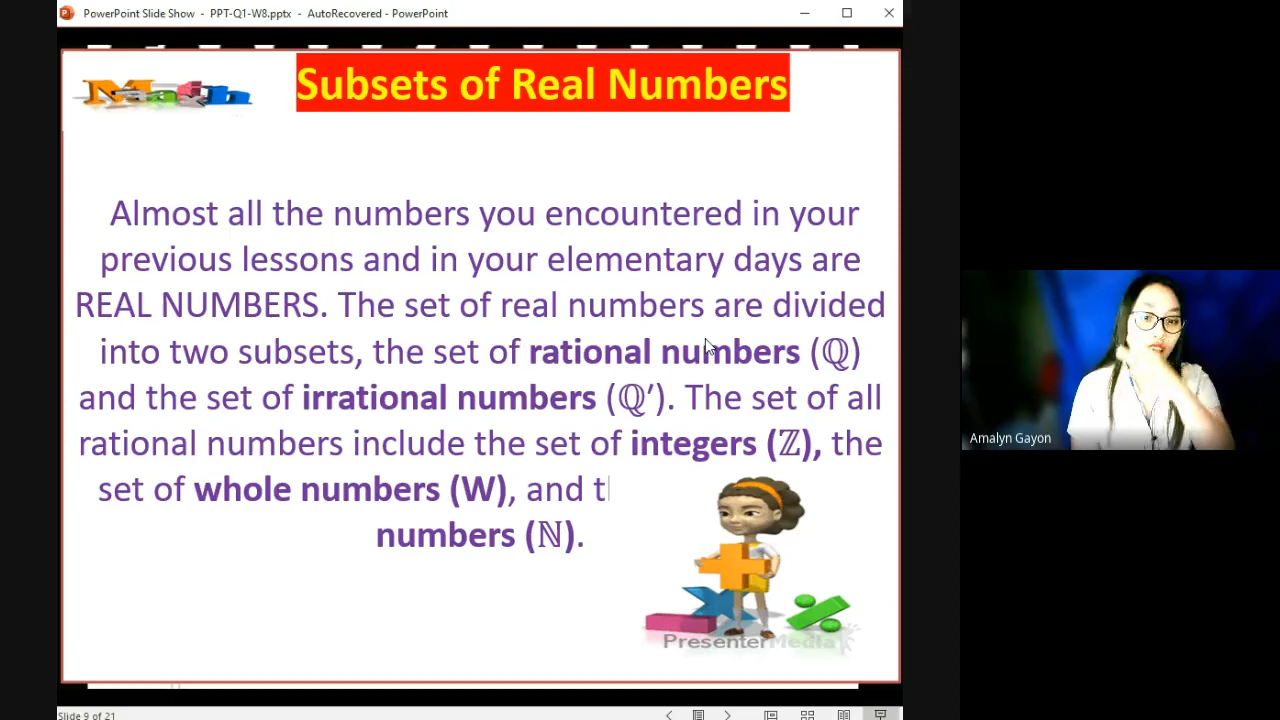 PowerPoint Slide Show - PPT-Q1-W8.pptx - AutoRecovered - PowerPoint
Math
Subsets of Real Numbers
Almost all the numbers you encountered in your
previous lessons and in your elementary days are
REAL NUMBERS. The set of real numbers are divided
into two subsets, the set of rational numbers (ℚ)
and the set of irrational numbers (ℚ′). The set of all
rational numbers include the set of integers (ℤ), the
set of whole numbers (W), and
numbers (ℕ).
PresenterMedia
Slide 9 of 21
Amalyn Gayon